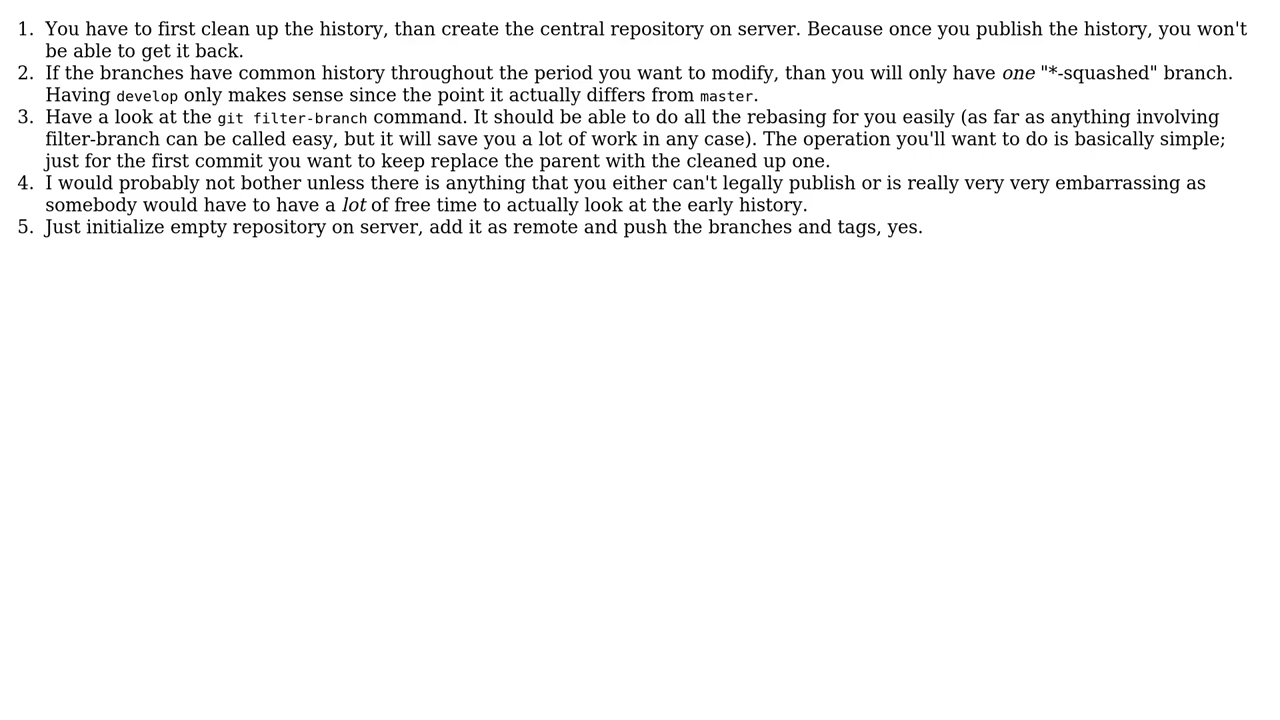 1. You have to first clean up the history, than create the central repository on server. Because once you publish the history, you won't
be able to get it back.
2. If the branches have common history throughout the period you want to modify, than you will only have one "*-squashed" branch.
Having develop only makes sense since the point it actually differs from master.
3. Have a look at the git filter-branch command. It should be able to do all the rebasing for you easily (as far as anything involving
filter-branch can be called easy, but it will save you a lot of work in any case). The operation you'll want to do is basically simple;
just for the first commit you want to keep replace the parent with the cleaned up one.
4. I would probably not bother unless there is anything that you either can't legally publish or is really very very embarrassing as
somebody would have to have a lot of free time to actually look at the early history.
5. Just initialize empty repository on server, add it as remote and push the branches and tags, yes.